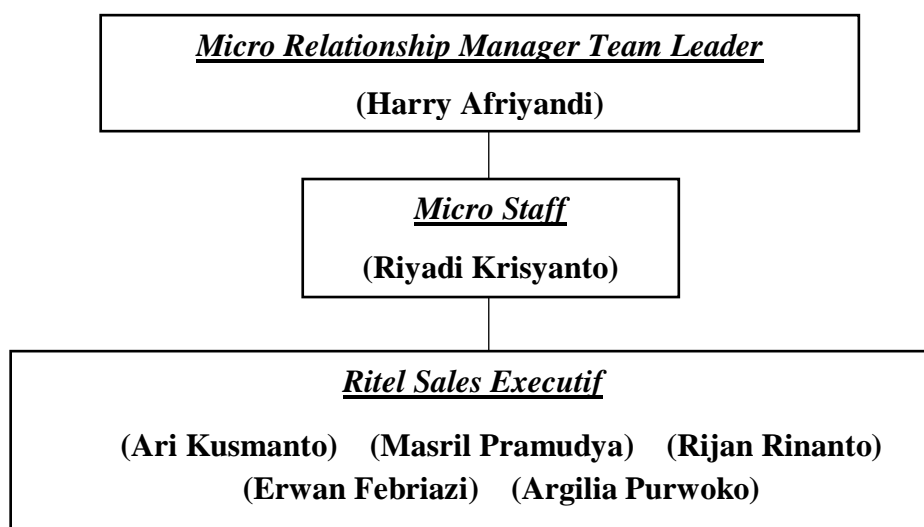 Micro Relationship Manager Team Leader
(Harry Afriyandi)
Micro Staff
(Riyadi Krisyanto)
Ritel Sales Executif
(Ari Kusmanto) (Masril Pramudya) (Rijan Rinanto)
(Erwan Febriazi) (Argilia Purwoko)